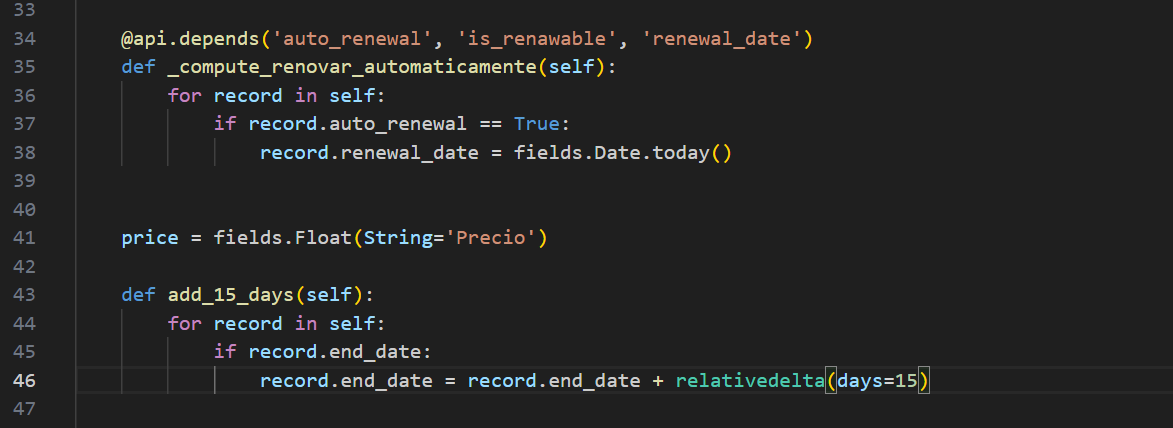 33
34 @api.depends('auto_renewal', 'is_renawable', 'renewal_date')
35 def _compute_renovar_automaticamente(self):
36 for record in self:
37 if record.auto_renewal == True:
38 record.renewal_date = fields.Date.today()
39
40
41 price = fields.Float(String='Precio')
42
43 def add_15_days(self):
44 for record in self:
45 if record.end_date:
46 record.end_date = record.end_date + relativedelta(days=15)
47